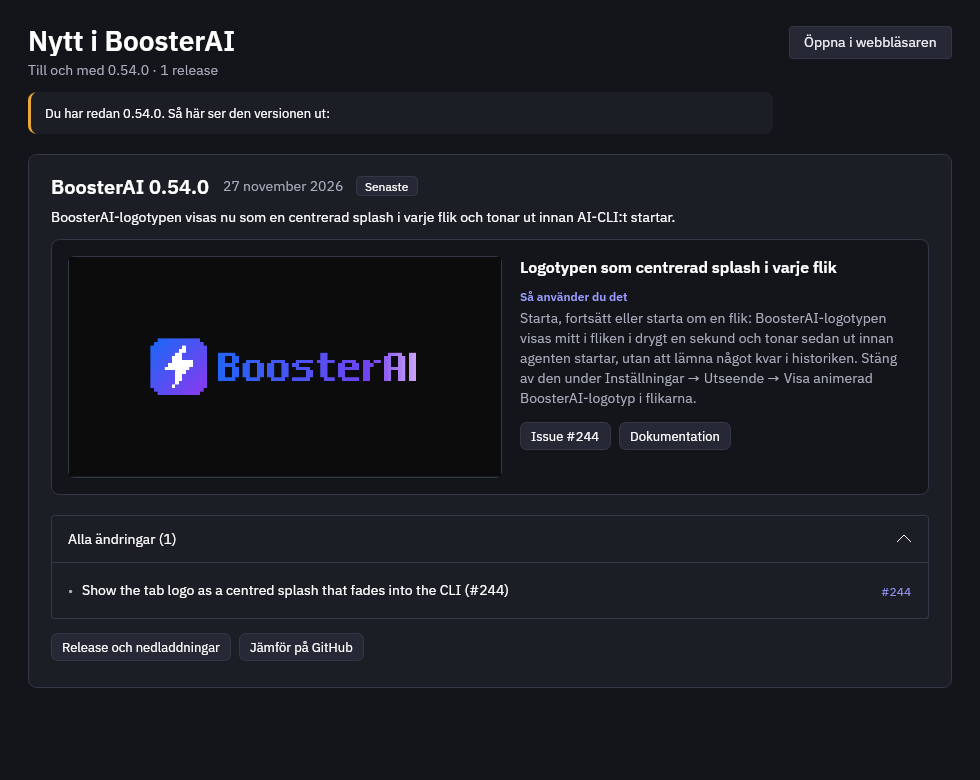 Nytt i BoosterAI
Öppna i webbläsaren
Till och med 0.54.0 · 1 release
Du har redan 0.54.0. Så här ser den versionen ut:
BoosterAI 0.54.0
27 november 2026
Senaste
BoosterAI-logotypen visas nu som en centrerad splash i varje flik och tonar ut innan AI-CLI:t startar.
BoosterAI
Logotypen som centrerad splash i varje flik
Så använder du det
Starta, fortsätt eller starta om en flik: BoosterAI-logotypen
visas mitt i fliken i drygt en sekund och tonar sedan ut innan
agenten startar, utan att lämna något kvar i historiken. Stäng
av den under Inställningar → Utseende → Visa animerad
BoosterAI-logotyp i flikarna.
Issue #244
Dokumentation
Alla ändringar (1)
• Show the tab logo as a centred splash that fades into the CLI (#244)
#244
Release och nedladdningar
Jämför på GitHub